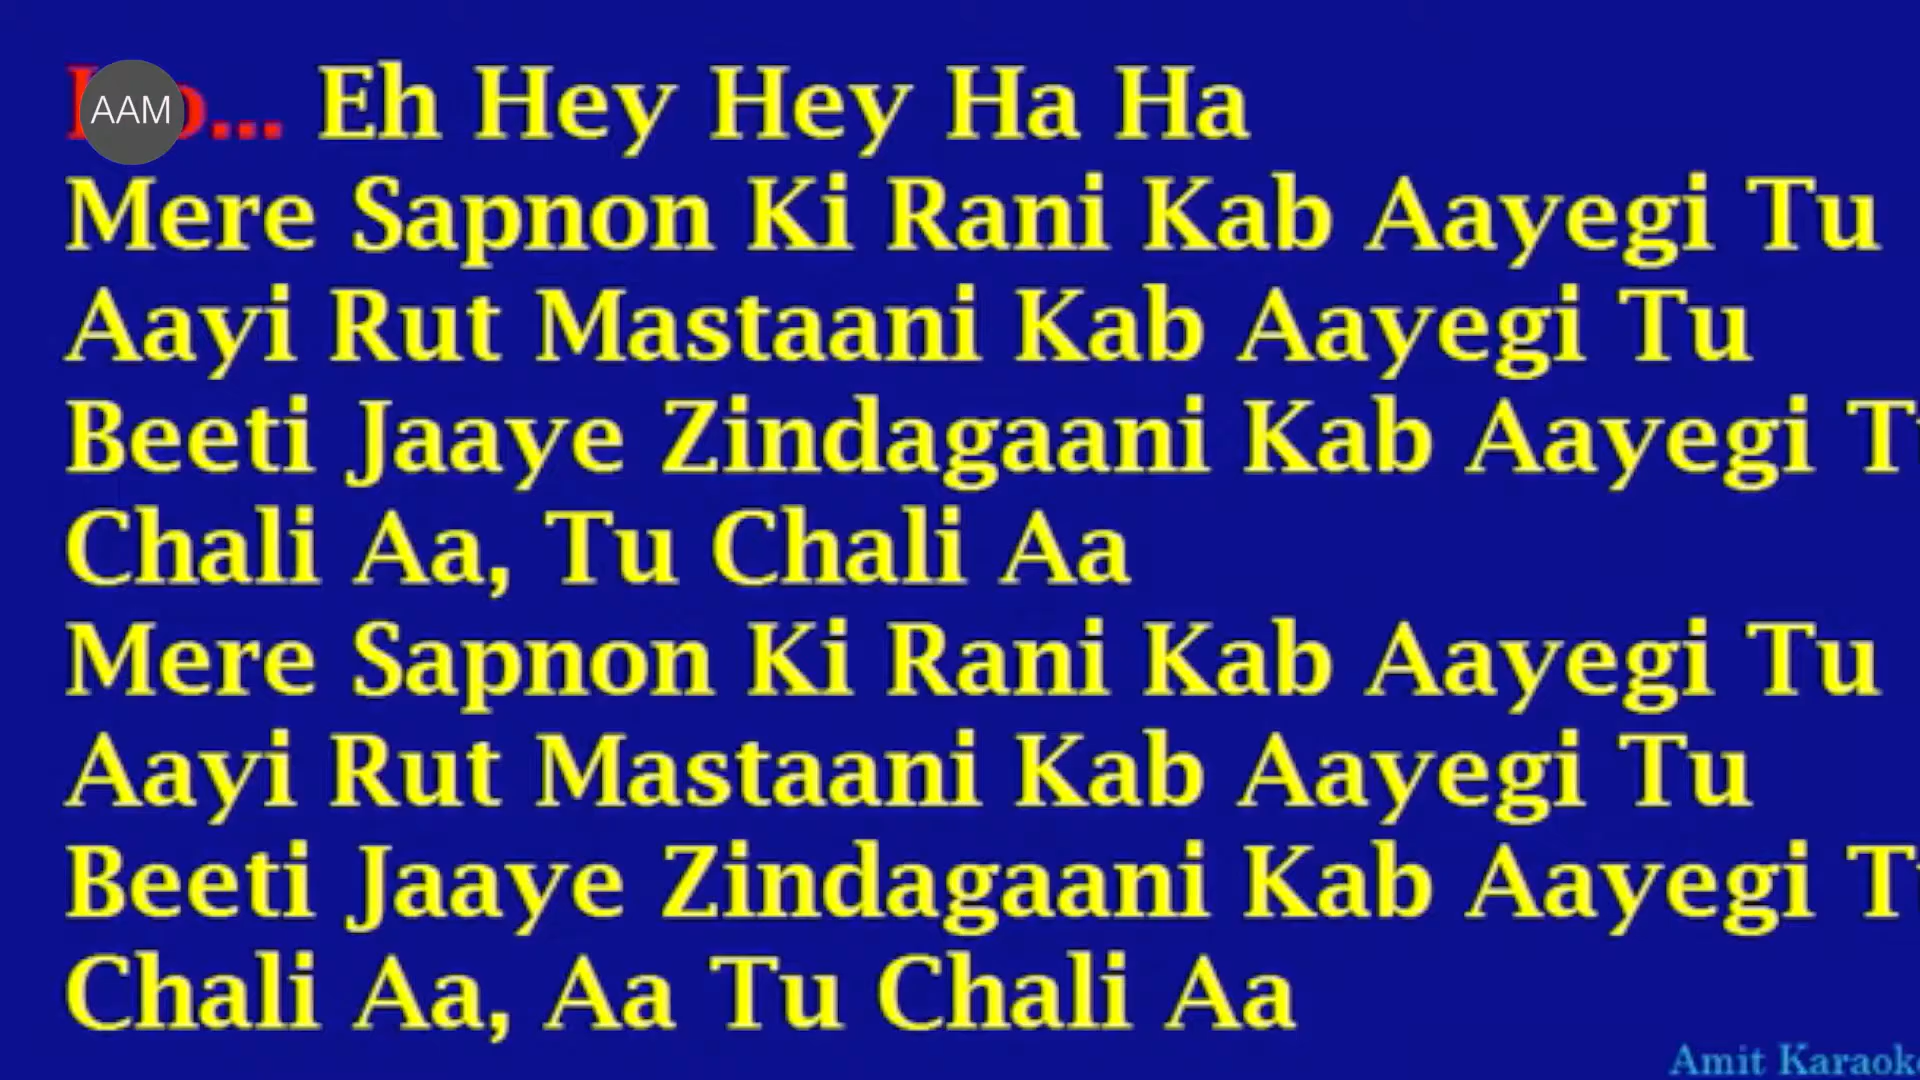 AAM
... Eh Hey Hey Ha Ha
Mere Sapnon Ki Rani Kab Aayegi Tu
Aayi Rut Mastaani Kab Aayegi Tu
Beeti Jaaye Zindagaani Kab Aayegi T
Chali Aa, Tu Chali Aa
Mere Sapnon Ki Rani Kab Aayegi Tu
Aayi Rut Mastaani Kab Aayegi Tu
Beeti Jaaye Zindagaani Kab Aayegi T
Chali Aa, Aa Tu Chali Aa
Amit Karaoke